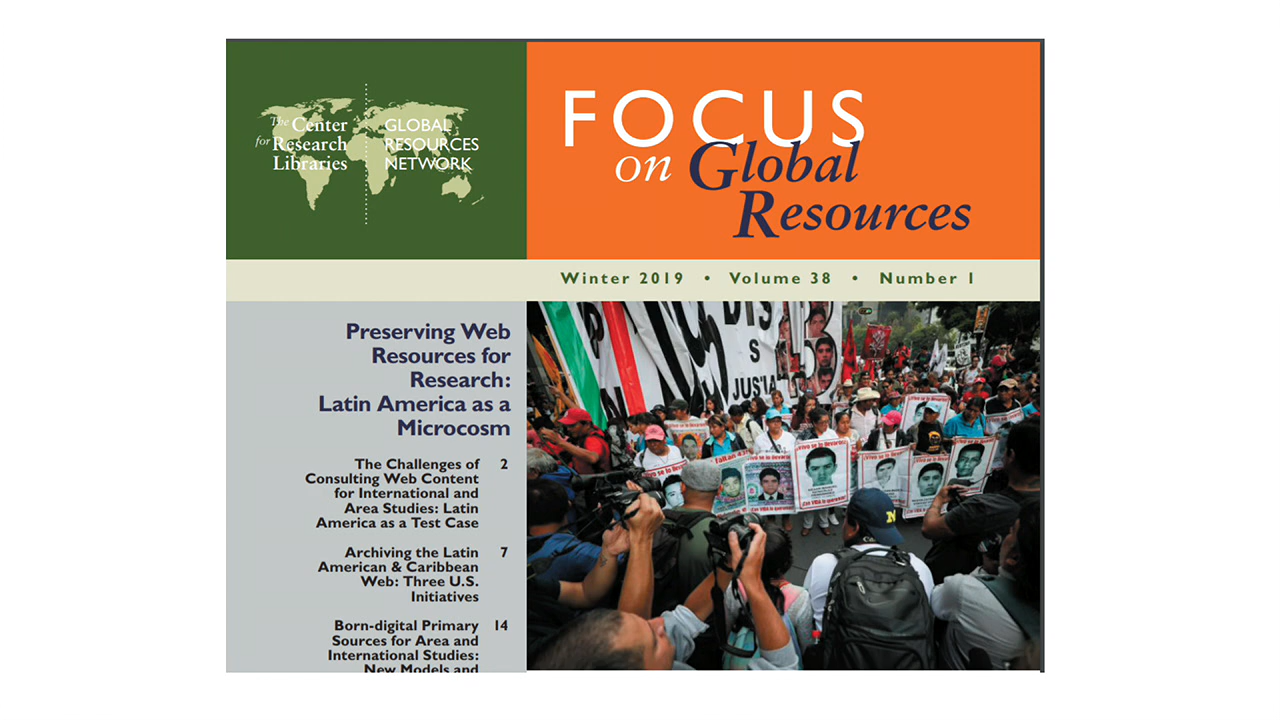 The Center
for Research
Libraries
GLOBAL
RESOURCES
NETWORK
FOCUS
on Global
Resources
Winter 2019 • Volume 38 • Number 1
Preserving Web
Resources for
Research:
Latin America as a
Microcosm
The Challenges of 2
Consulting Web Content
for International and
Area Studies: Latin
America as a Test Case
Archiving the Latin 7
American & Caribbean
Web: Three U.S.
Initiatives
Born-digital Primary 14
Sources for Area and
International Studies:
New Models and
S
M